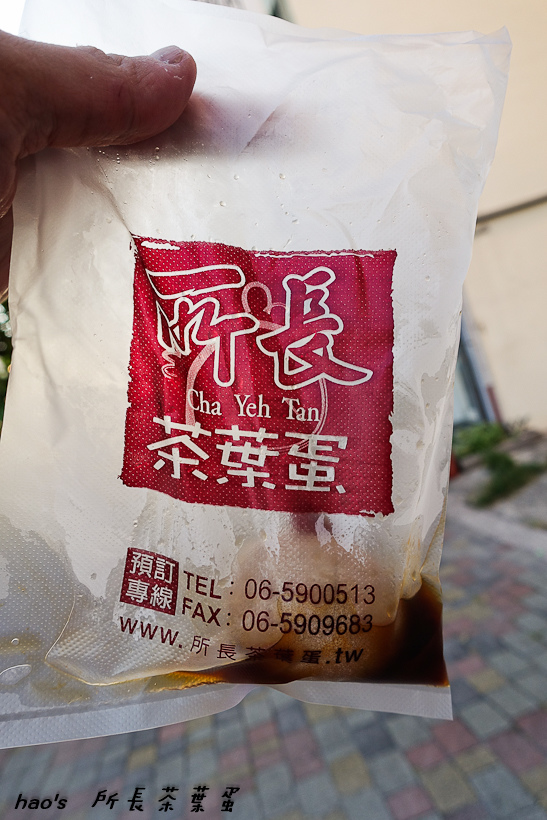 所長
Cha Yeh Tan
茶葉蛋
預訂
專線
TEL：06-5900513
FAX：06-5909683
www.所長茶葉蛋.tw
hao's 所長茶葉蛋